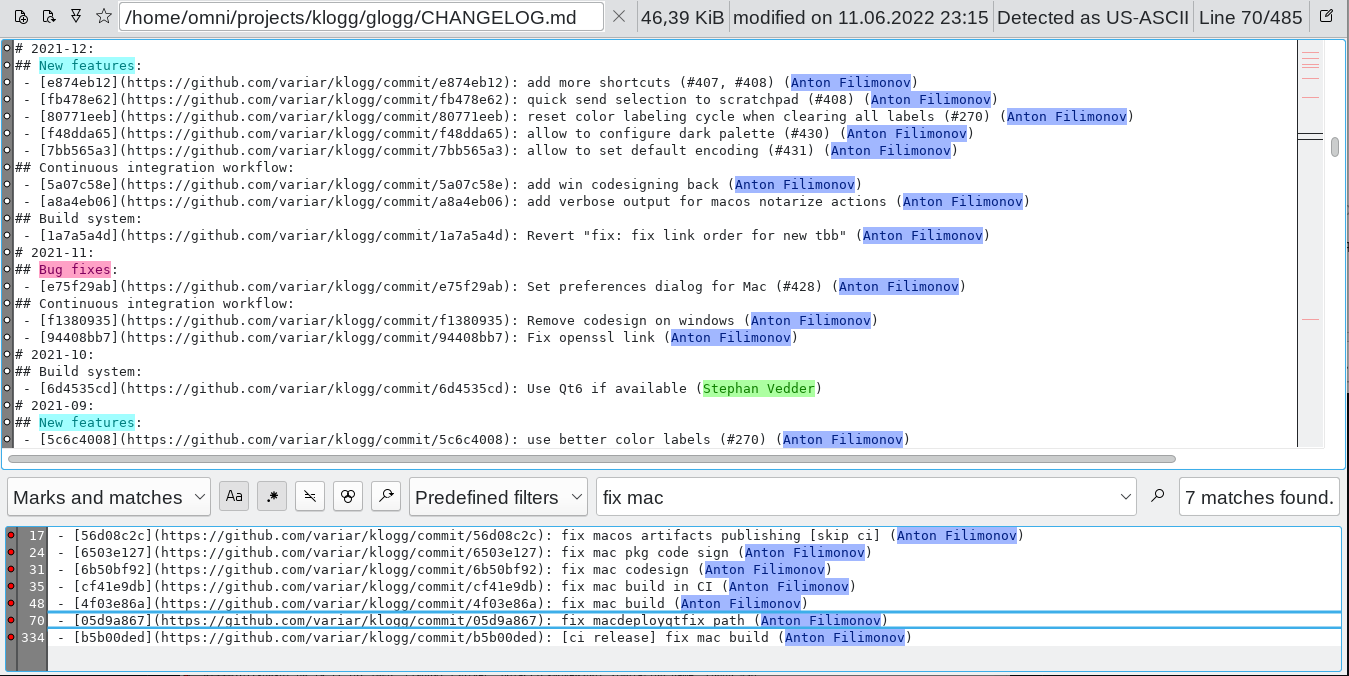 /home/omni/projects/klogg/glogg/CHANGELOG.md 46,39 KiB modified on 11.06.2022 23:15 Detected as US-ASCII Line 70/485
# 2021-12:
## New features:
- [e874eb12](https://github.com/variar/klogg/commit/e874eb12): add more shortcuts (#407, #408) (Anton Filimonov)
- [fb478e62](https://github.com/variar/klogg/commit/fb478e62): quick send selection to scratchpad (#408) (Anton Filimonov)
- [80771eeb](https://github.com/variar/klogg/commit/80771eeb): reset color labeling cycle when clearing all labels (#270) (Anton Filimonov)
- [f48dda65](https://github.com/variar/klogg/commit/f48dda65): allow to configure dark palette (#430) (Anton Filimonov)
- [7bb565a3](https://github.com/variar/klogg/commit/7bb565a3): allow to set default encoding (#431) (Anton Filimonov)
## Continuous integration workflow:
- [5a07c58e](https://github.com/variar/klogg/commit/5a07c58e): add win codesigning back (Anton Filimonov)
- [a8a4eb06](https://github.com/variar/klogg/commit/a8a4eb06): add verbose output for macos notarize actions (Anton Filimonov)
## Build system:
- [1a7a5a4d](https://github.com/variar/klogg/commit/1a7a5a4d): Revert "fix: fix link order for new tbb" (Anton Filimonov)
# 2021-11:
## Bug fixes:
- [e75f29ab](https://github.com/variar/klogg/commit/e75f29ab): Set preferences dialog for Mac (#428) (Anton Filimonov)
## Continuous integration workflow:
- [f1380935](https://github.com/variar/klogg/commit/f1380935): Remove codesign on windows (Anton Filimonov)
- [94408bb7](https://github.com/variar/klogg/commit/94408bb7): Fix openssl link (Anton Filimonov)
# 2021-10:
## Build system:
- [6d4535cd](https://github.com/variar/klogg/commit/6d4535cd): Use Qt6 if available (Stephan Vedder)
# 2021-09:
## New features:
- [5c6c4008](https://github.com/variar/klogg/commit/5c6c4008): use better color labels (#270) (Anton Filimonov)
Marks and matches Aa .* Predefined filters fix mac 7 matches found.
17 - [56d08c2c](https://github.com/variar/klogg/commit/56d08c2c): fix macos artifacts publishing [skip ci] (Anton Filimonov)
24 - [6503e127](https://github.com/variar/klogg/commit/6503e127): fix mac pkg code sign (Anton Filimonov)
31 - [6b50bf92](https://github.com/variar/klogg/commit/6b50bf92): fix mac codesign (Anton Filimonov)
35 - [cf41e9db](https://github.com/variar/klogg/commit/cf41e9db): fix mac build in CI (Anton Filimonov)
48 - [4f03e86a](https://github.com/variar/klogg/commit/4f03e86a): fix mac build (Anton Filimonov)
70 - [05d9a867](https://github.com/variar/klogg/commit/05d9a867): fix macdeployqtfix path (Anton Filimonov)
334 - [b5b00ded](https://github.com/variar/klogg/commit/b5b00ded): [ci release] fix mac build (Anton Filimonov)